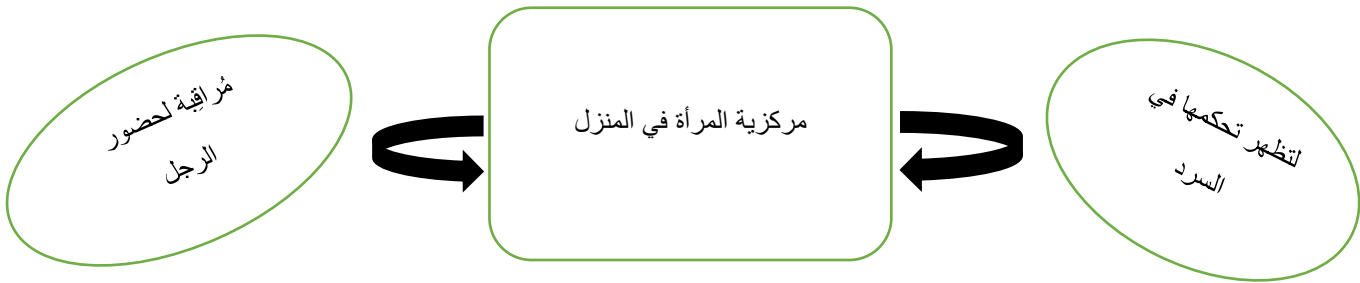 لتظهر تحكمها في
السرد
مركزية المرأة في المنزل
مُراقِبة لحضور
الرجل